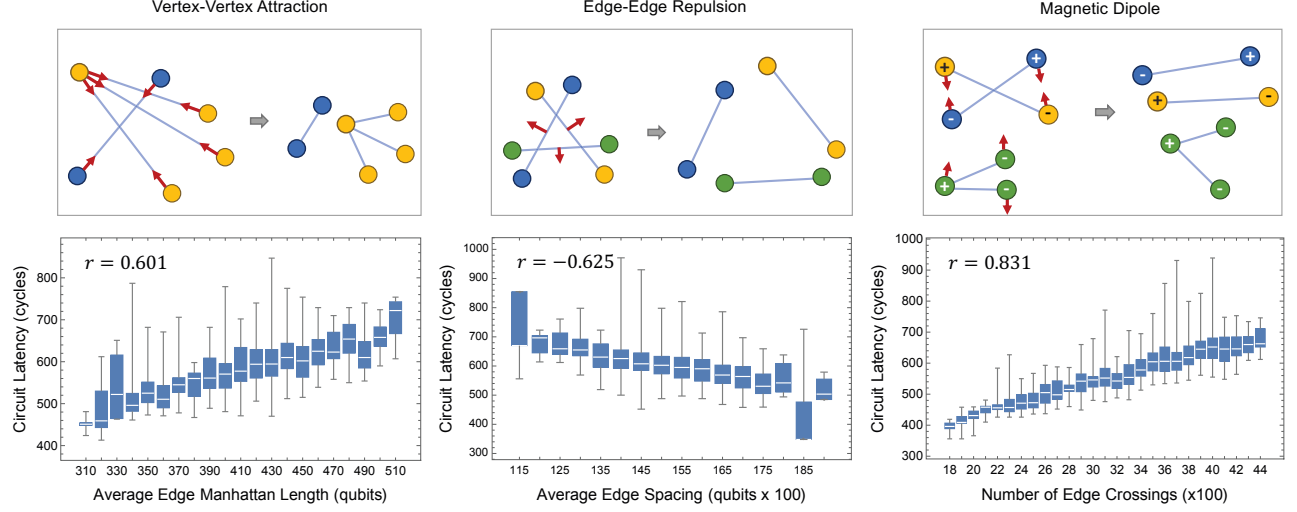 Vertex-Vertex Attraction
Edge-Edge Repulsion
Magnetic Dipole
+ + - -
- + + -
- + - + - - -
r = 0.601
Circuit Latency (cycles)
800
700
600
500
400
310 330 350 370 390 410 430 450 470 490 510
Average Edge Manhattan Length (qubits)
r = −0.625
Circuit Latency (cycles)
1000
900
800
700
600
500
400
300
115 125 135 145 155 165 175 185
Average Edge Spacing (qubits x 100)
r = 0.831
Circuit Latency (cycles)
1000
900
800
700
600
500
400
300
18 20 22 24 26 28 30 32 34 36 38 40 42 44
Number of Edge Crossings (x100)